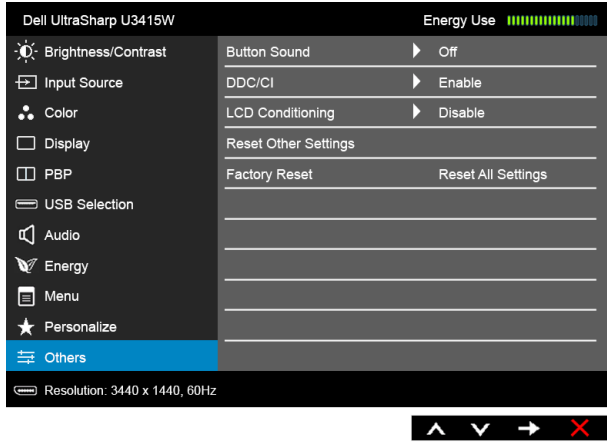 Dell UltraSharp U3415W Energy Use
Brightness/Contrast
Input Source
Color
Display
PBP
USB Selection
Audio
Energy
Menu
Personalize
Others
Button Sound Off
DDC/CI Enable
LCD Conditioning Disable
Reset Other Settings
Factory Reset Reset All Settings
Resolution: 3440 x 1440, 60Hz